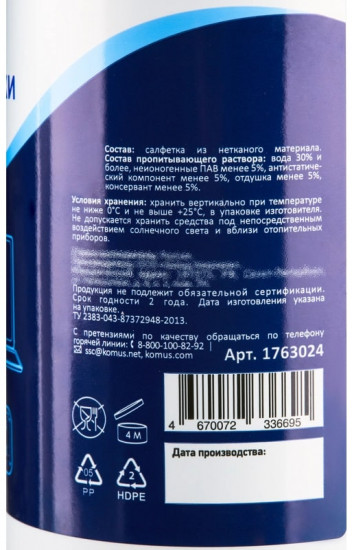 ки
Состав: салфетка из нетканого материала.
Состав пропитывающего раствора: вода 30% и
более, неионогенные ПАВ менее 5%, антистатиче-
ский компонент менее 5%, отдушка менее 5%,
консервант менее 5%.
Условия хранения: хранить вертикально при температуре
не ниже 0°С и не выше +25°С, в упаковке изготовителя.
Не допускается хранить средства под непосредственным
воздействием солнечного света и вблизи отопительных
приборов.
Продукция не подлежит обязательной сертификации.
Срок годности 2 года. Дата изготовления указана
на упаковке.
ТУ 2383-043-87372948-2013.
С претензиями по качеству обращаться по телефону
горячей линии: 8-800-100-82-92
ssc@komus.net, komus.com
Арт. 1763024
4 М
05
PP
2
HDPE
4 670072 336695
Дата производства: